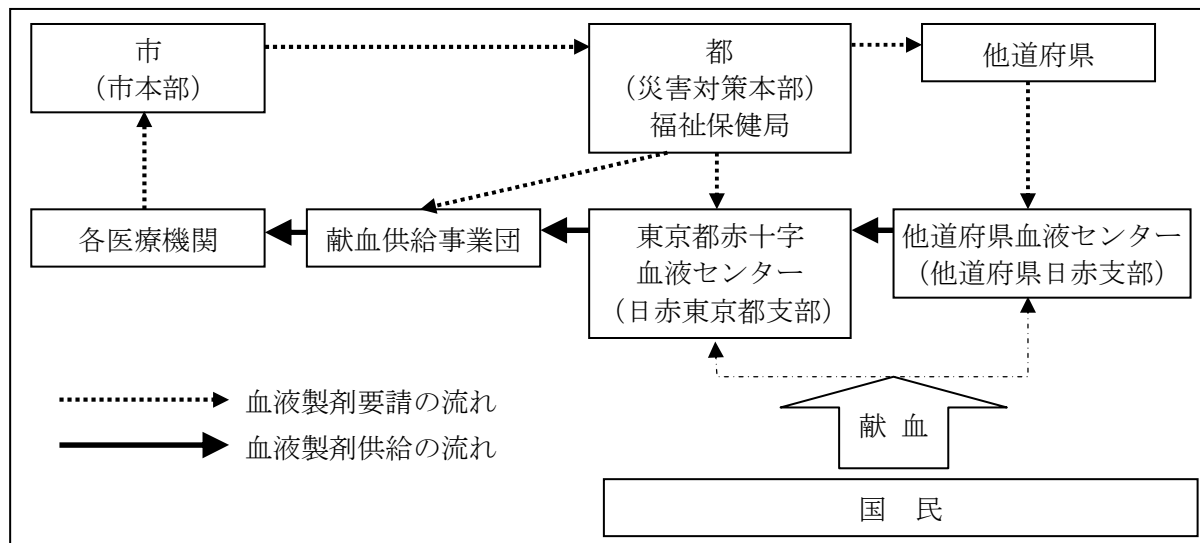 市
（市本部）
都
（災害対策本部）
福祉保健局
他道府県
各医療機関
献血供給事業団
東京都赤十字
血液センター
（日赤東京都支部）
他道府県血液センター
（他道府県日赤支部）
血液製剤要請の流れ
血液製剤供給の流れ
献 血
国　民